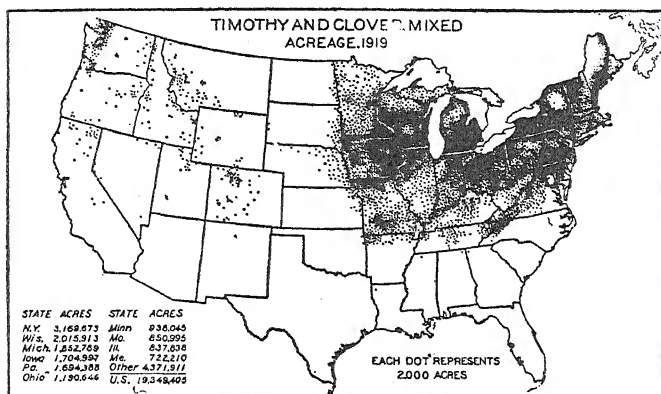 TIMOTHY AND CLOVER, MIXED
ACREAGE, 1919
STATE ACRES STATE ACRES
N.Y. 3,169,673 Minn 938,045
Wis. 2,015,913 Mo. 850,995
Mich. 1,852,789 Ill. 837,838
Iowa 1,704,997 Me. 722,210
Pa. 1,694,388 Other 4,371,911
Ohio 1,190,646 U.S. 19,349,405
EACH DOT REPRESENTS
2,000 ACRES